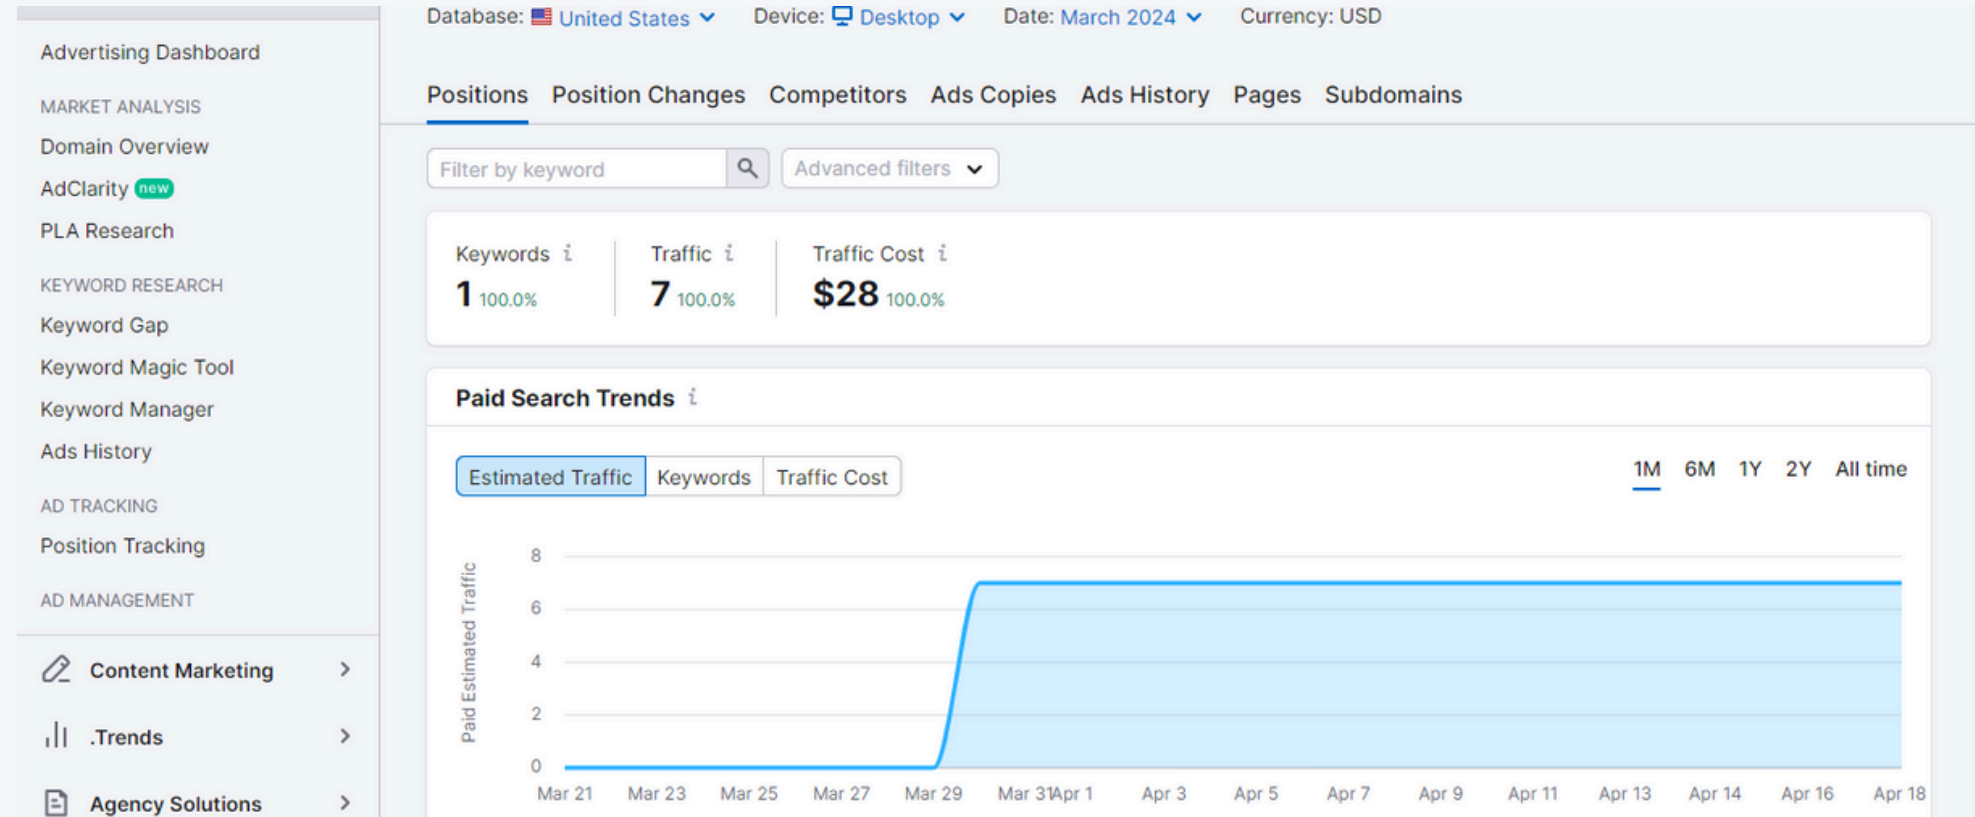 Database: United States Device: Desktop Date: March 2024 Currency: USD
Advertising Dashboard
MARKET ANALYSIS
Domain Overview
AdClarity new
PLA Research
KEYWORD RESEARCH
Keyword Gap
Keyword Magic Tool
Keyword Manager
Ads History
AD TRACKING
Position Tracking
AD MANAGEMENT
Content Marketing
.Trends
Agency Solutions
Positions Position Changes Competitors Ads Copies Ads History Pages Subdomains
Filter by keyword Advanced filters
Keywords i Traffic i Traffic Cost i
1 100.0% 7 100.0% $28 100.0%
Paid Search Trends i
Estimated Traffic Keywords Traffic Cost 1M 6M 1Y 2Y All time
Paid Estimated Traffic
8
6
4
2
0
Mar 21 Mar 23 Mar 25 Mar 27 Mar 29 Mar 31 Apr 1 Apr 3 Apr 5 Apr 7 Apr 9 Apr 11 Apr 13 Apr 14 Apr 16 Apr 18